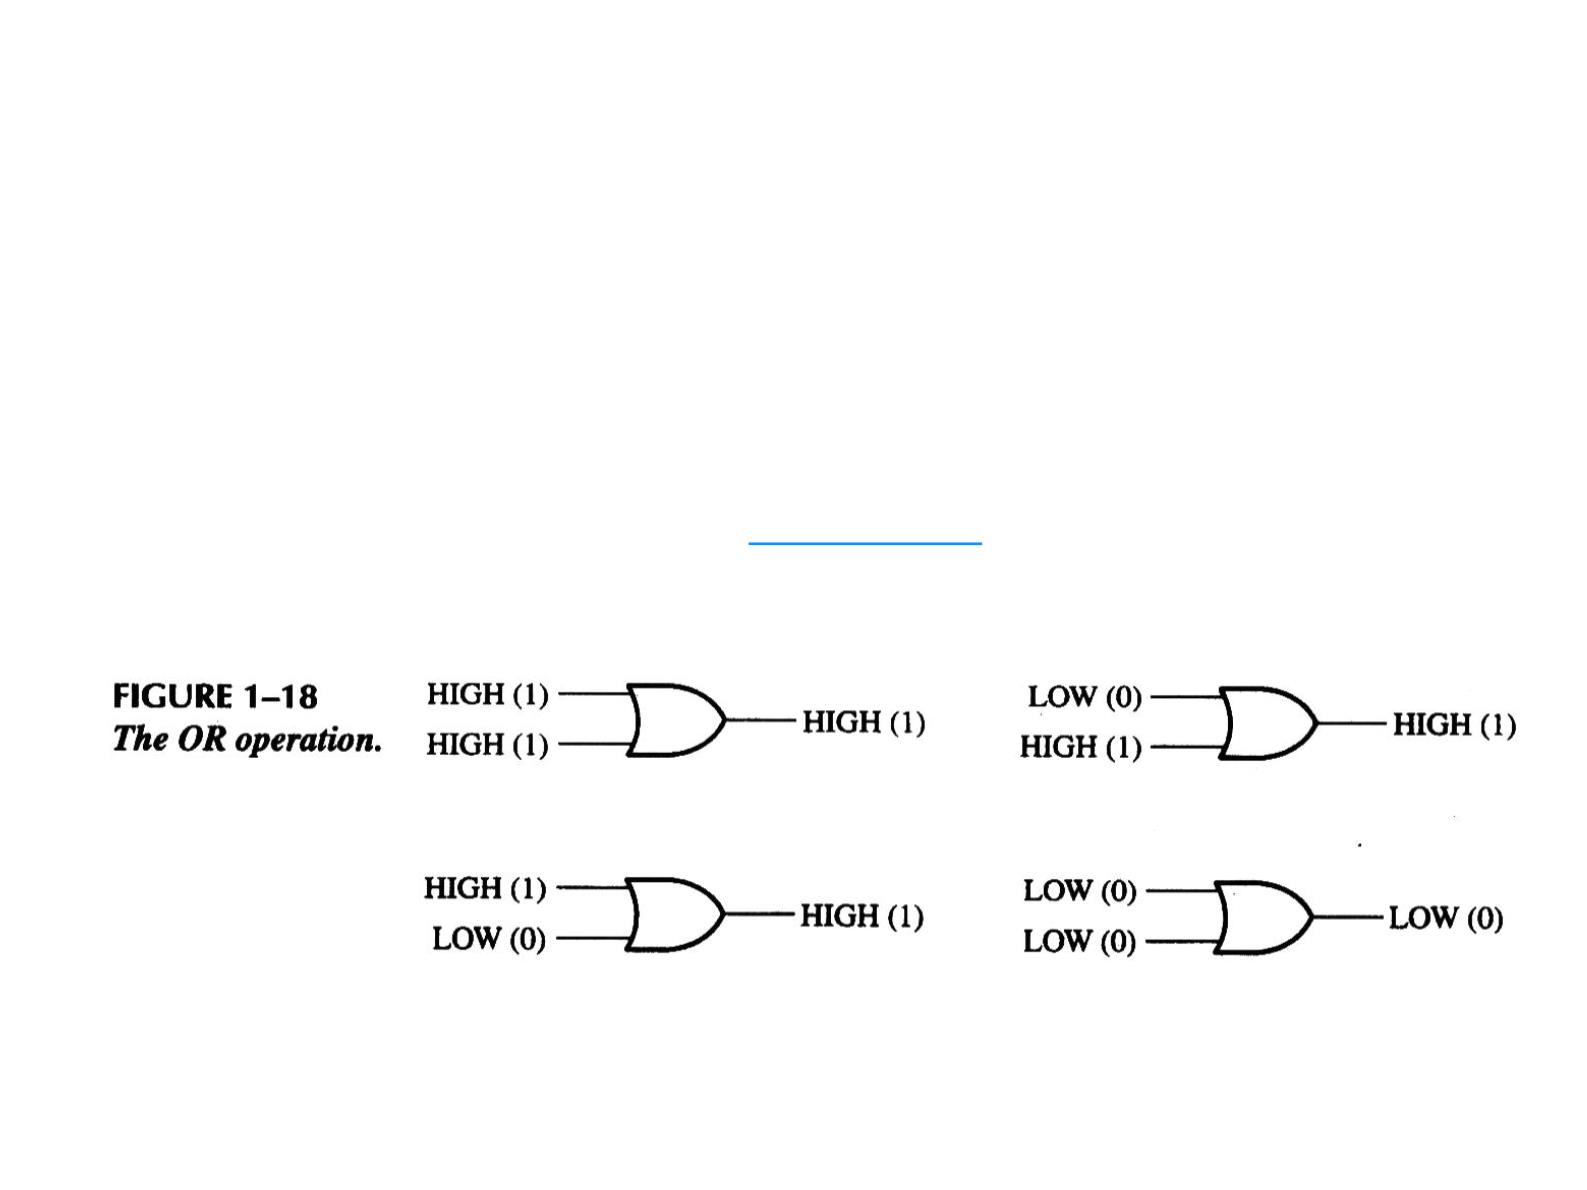 FIGURE 1–18
The OR operation.
HIGH (1)
HIGH (1)
HIGH (1)
LOW (0)
HIGH (1)
HIGH (1)
HIGH (1)
LOW (0)
HIGH (1)
LOW (0)
LOW (0)
LOW (0)